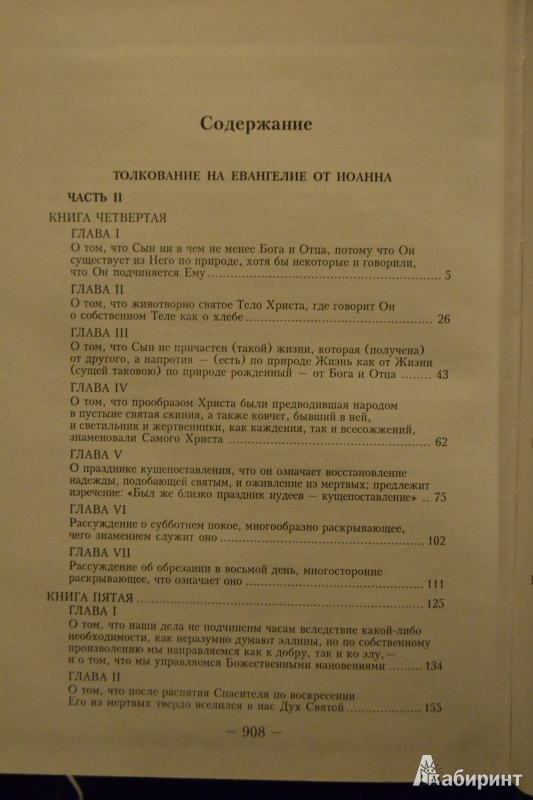 Содержание
ТОЛКОВАНИЕ НА ЕВАНГЕЛИЕ ОТ ИОАННА
ЧАСТЬ II
КНИГА ЧЕТВЕРТАЯ
ГЛАВА I
О том, что Сын ни в чем не менее Бога и Отца, потому что Он
существует из Него по природе, хотя бы некоторые и говорили,
что Он подчиняется Ему ........ 5
ГЛАВА II
О том, что животворно святое Тело Христа, где говорит Он
о собственном Теле как о хлебе ........ 26
ГЛАВА III
О том, что Сын не причастен (такой) жизни, которая (получена)
от другого, а напротив — (есть) по природе Жизнь как от Жизни
(сущей таковою) по природе рожденный — от Бога и Отца ........ 43
ГЛАВА IV
О том, что прообразом Христа были предводившая народом
в пустыне святая скиния, а также ковчег, бывший в ней,
и светильник и жертвенники, как каждения, так и всесожжений,
знаменовали Самого Христа ........ 62
ГЛАВА V
О празднике кущепоставления, что он означает восстановление
надежды, подобающей святым, и оживление из мертвых; предлежит
изречение: «Был же близко праздник иудеев — кущепоставление» .. 75
ГЛАВА VI
Рассуждение о субботнем покое, многообразно раскрывающее,
чего знамением служит оно ........ 102
ГЛАВА VII
Рассуждение об обрезании в восьмой день, многосторонне
раскрывающее, что означает оно ........ 111
КНИГА ПЯТАЯ ........ 125
ГЛАВА I
О том, что наши дела не подчинены часам вследствие какой-либо
необходимости, как неразумно думают эллины, но по собственному
произволению мы направляемся как к добру, так и ко злу, —
и о том, что мы управляемся Божественными мановениями ........ 134
ГЛАВА II
О том, что после распятия Спасителя по воскресении
Его из мертвых твердо вселился в нас Дух Святой ........ 155
— 908 —
Лабиринт